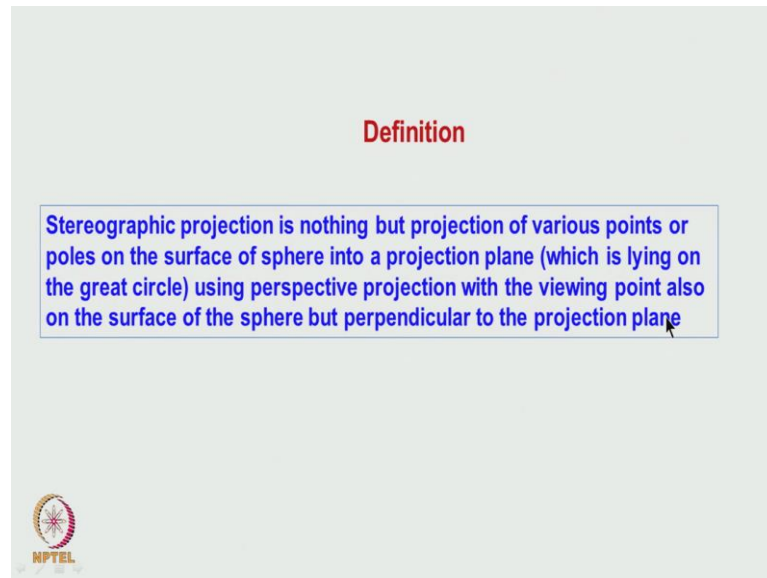 Definition
Stereographic projection is nothing but projection of various points or
poles on the surface of sphere into a projection plane (which is lying on
the great circle) using perspective projection with the viewing point also
on the surface of the sphere but perpendicular to the projection plane
NPTEL